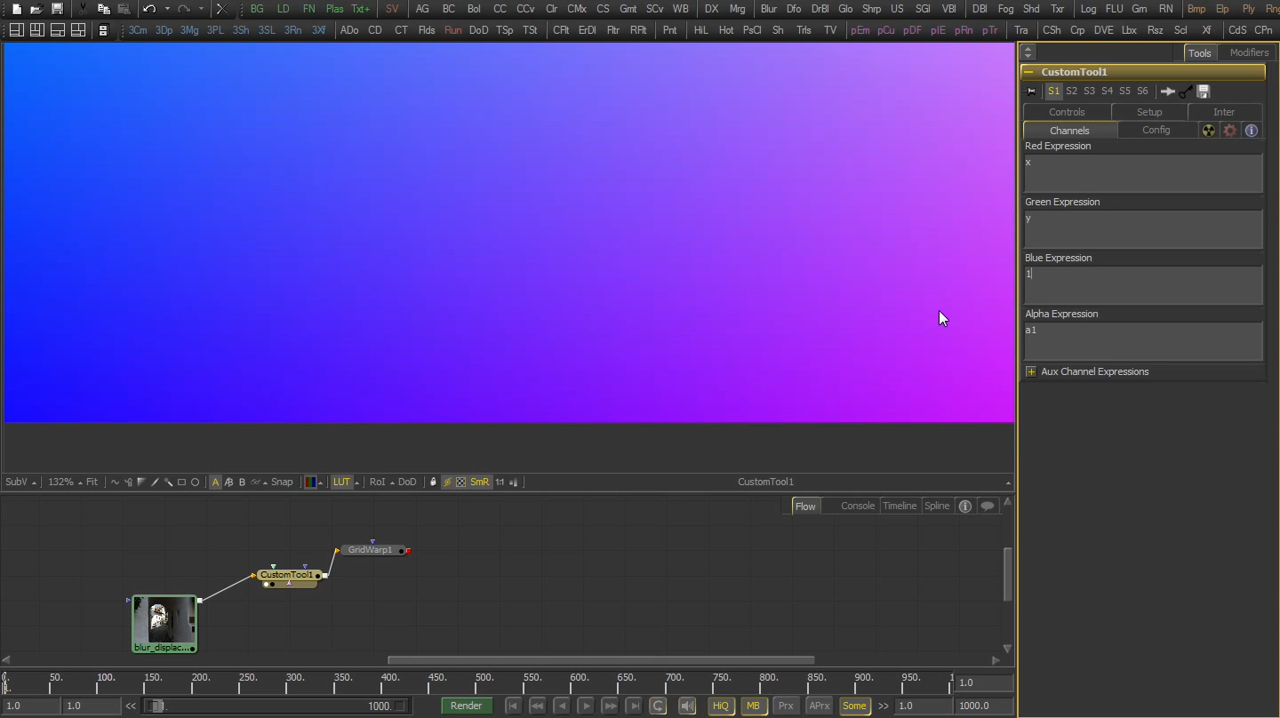 BG LD FN Plas Txt+ SV AG BC Bol CC CCv Clr CMx CS Gmt SCv WB DX Mrg Blur Dfo DrBl Glo Shrp US SGl VBl DBl Fog Shd Txr Log FLU Gm RN Bmp Elp Ply Rng
3Cm 3Dp 3Mg 3PL 3Sh 3SL 3Rn 3Xf ADo CD CT Flds Run DoD TSp TSt CFlt ErDl Fltr RFlt Pnt HI Hot PsCl Sh Trls TV pEm pCu pDF pIE pRn pTr Tra CSh Crp DVE Lbx Rsz Scl Xf CdS CPn
Tools Modifiers
CustomTool1
S1 S2 S3 S4 S5 S6
Controls Setup Inter
Channels Config
Red Expression
x
Green Expression
y
Blue Expression
1
Alpha Expression
a1
Aux Channel Expressions
SubV 132% Fit A B Snap LUT RoI DoD SmR 1:1 CustomTool1
Flow Console Timeline Spline
GridWarp1
CustomTool1
blur_displac...
50. 100. 150. 200. 250. 300. 350. 400. 450. 500. 550. 600. 650. 700. 750. 800. 850. 900. 950. 1.0
1.0 1.0 << 1000. Render HiQ MB Prx APrx Some >> 1.0 1000.0